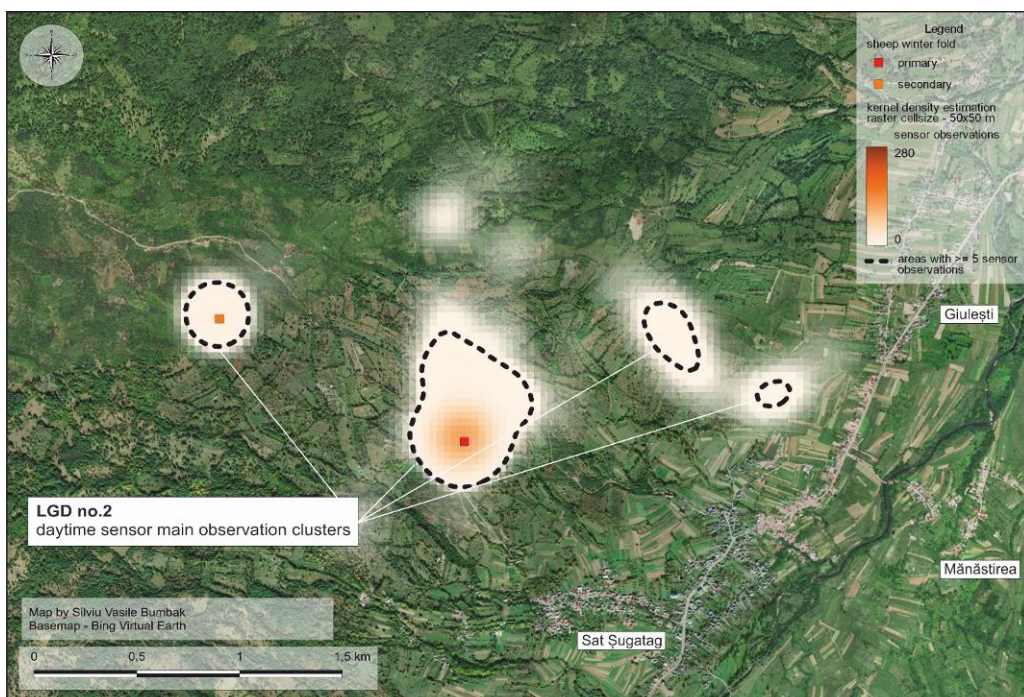 Legend
sheep winter fold
primary
secondary
kernel density estimation
raster cellsize - 50x50 m
sensor observations
280
0
areas with >= 5 sensor
observations
Giulești
LGD no.2
daytime sensor main observation clusters
Mănăstirea
Map by Silviu Vasile Bumbak
Basemap - Bing Virtual Earth
Sat Șugatag
0 0,5 1 1,5 km